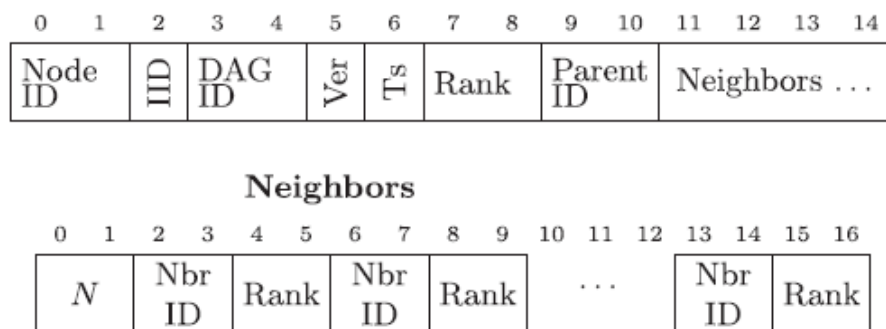 0 1 2 3 4 5 6 7 8 9 10 11 12 13 14
Node ID IID DAG ID Ver Ts Rank Parent ID Neighbors ...
Neighbors
0 1 2 3 4 5 6 7 8 9 10 11 12 13 14 15 16
N Nbr ID Rank Nbr ID Rank ... Nbr ID Rank